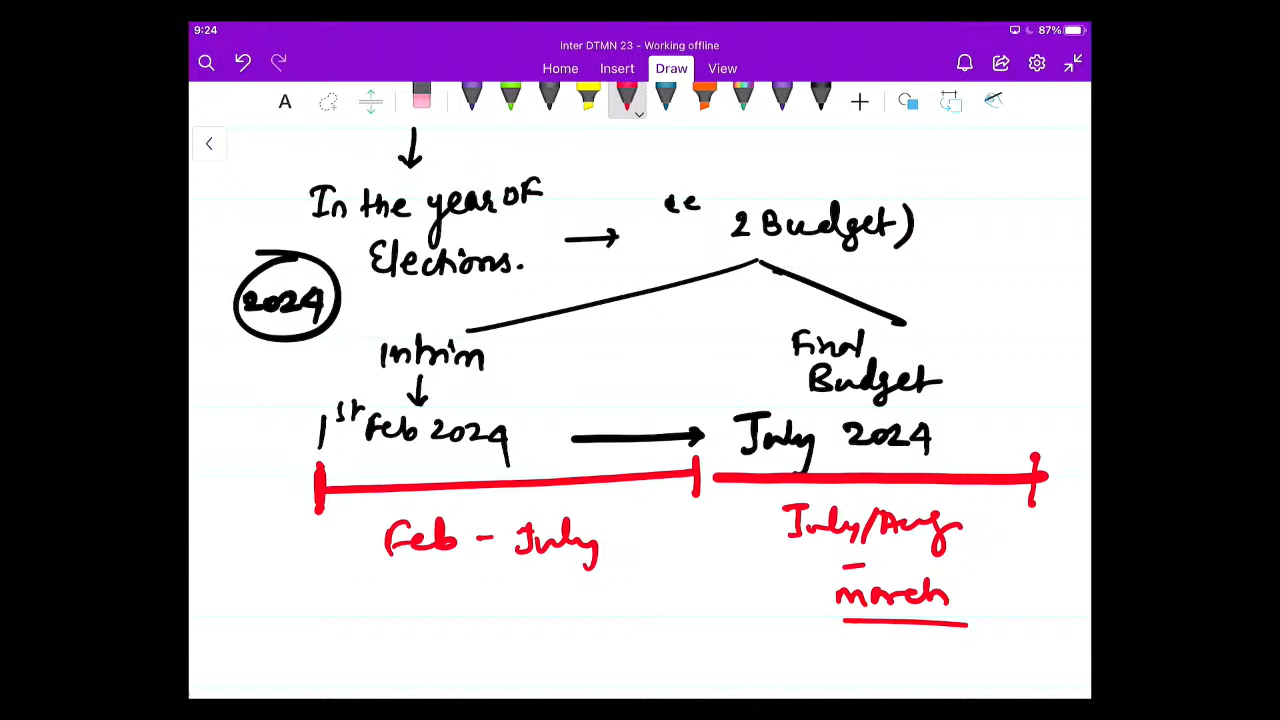 9:24
87%
Inter DTMN 23 - Working offline
Home Insert Draw View
A
In the year of
Elections. → “ 2 Budget)
2024
Intrim
Final
Budget
1st Feb 2024 → July 2024
Feb - July
July/Aug
-
march